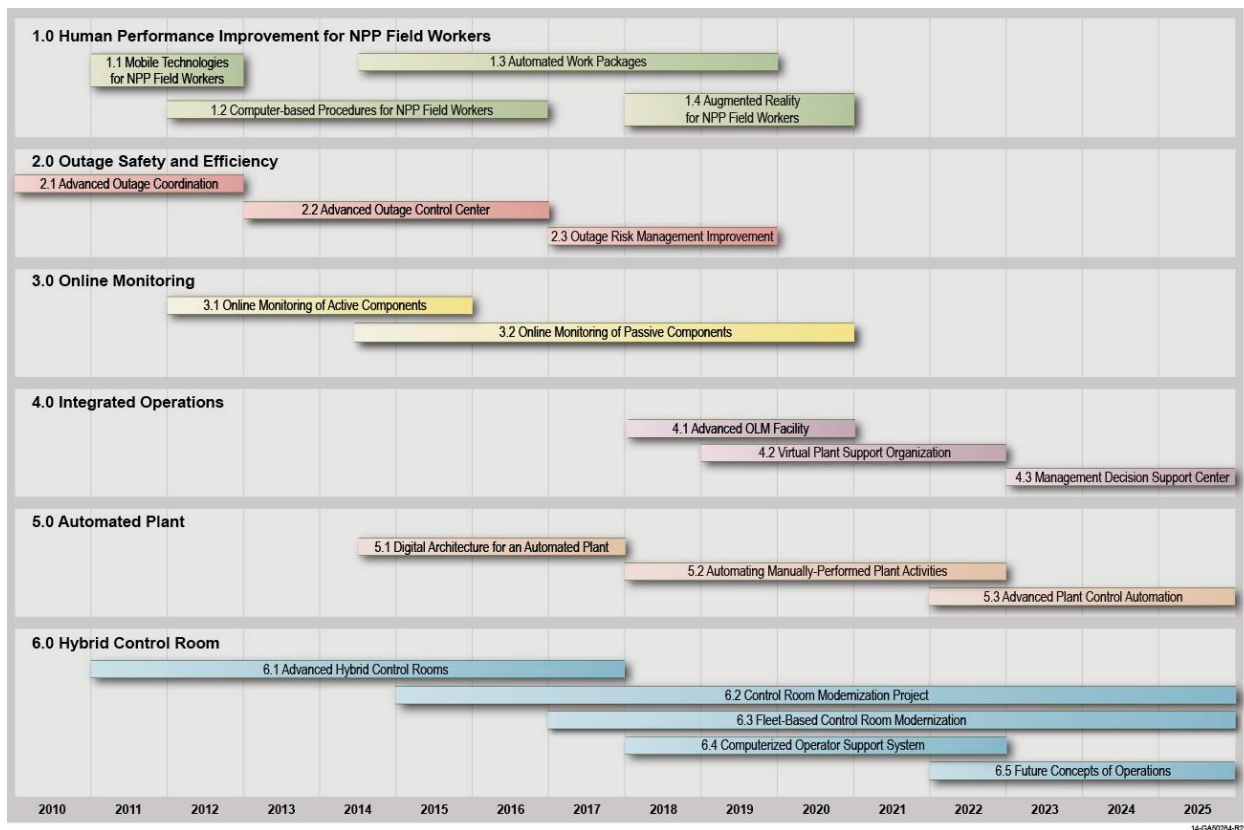 1.0 Human Performance Improvement for NPP Field Workers
1.1 Mobile Technologies
for NPP Field Workers
1.3 Automated Work Packages
1.2 Computer-based Procedures for NPP Field Workers
1.4 Augmented Reality
for NPP Field Workers
2.0 Outage Safety and Efficiency
2.1 Advanced Outage Coordination
2.2 Advanced Outage Control Center
2.3 Outage Risk Management Improvement
3.0 Online Monitoring
3.1 Online Monitoring of Active Components
3.2 Online Monitoring of Passive Components
4.0 Integrated Operations
4.1 Advanced OLM Facility
4.2 Virtual Plant Support Organization
4.3 Management Decision Support Center
5.0 Automated Plant
5.1 Digital Architecture for an Automated Plant
5.2 Automating Manually-Performed Plant Activities
5.3 Advanced Plant Control Automation
6.0 Hybrid Control Room
6.1 Advanced Hybrid Control Rooms
6.2 Control Room Modernization Project
6.3 Fleet-Based Control Room Modernization
6.4 Computerized Operator Support System
6.5 Future Concepts of Operations
2010 2011 2012 2013 2014 2015 2016 2017 2018 2019 2020 2021 2022 2023 2024 2025
14-GA50284-R2